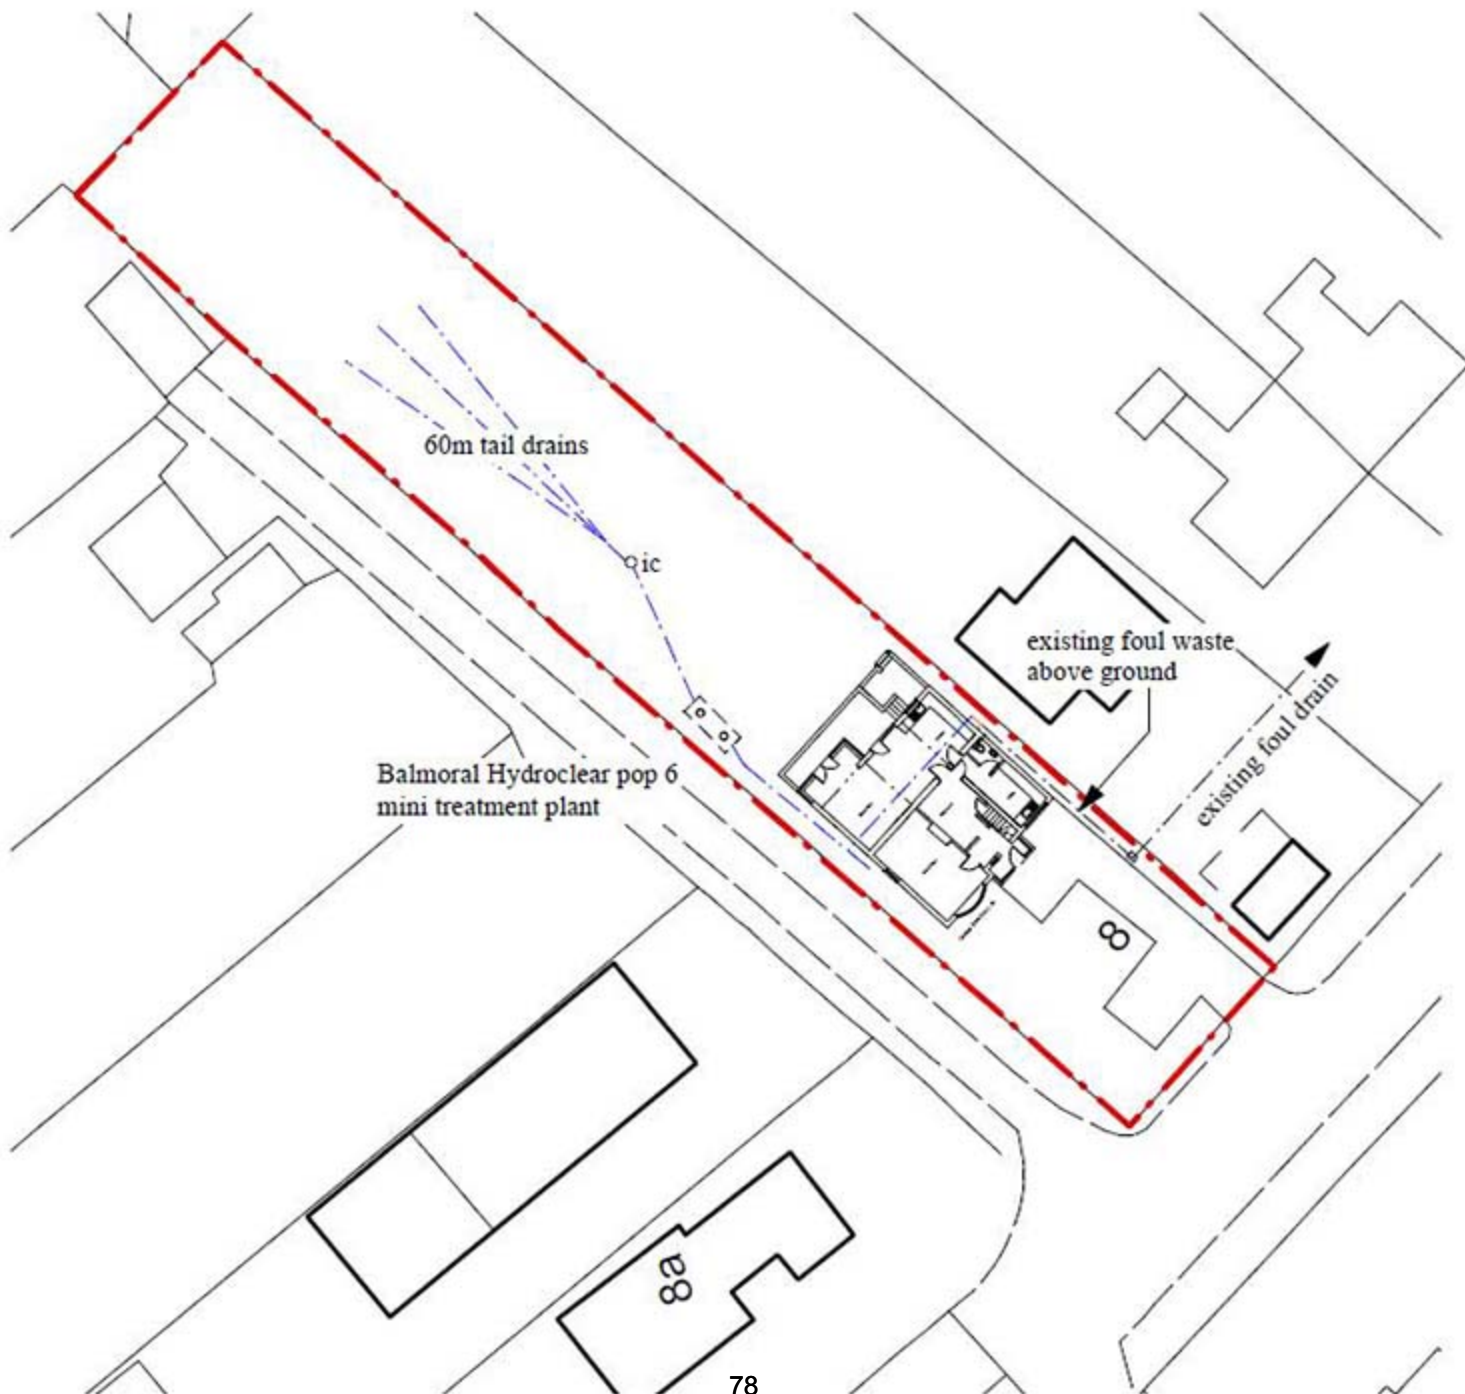 60m tail drains
ic
existing foul waste
above ground
existing foul drain
Balmoral Hydroclear pop 6
mini treatment plant
8
8a
78